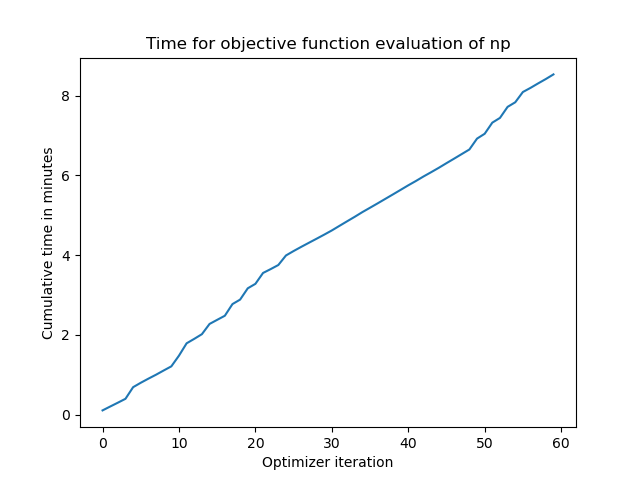 Time for objective function evaluation of np
Cumulative time in minutes
8
6
4
2
0
0 10 20 30 40 50 60
Optimizer iteration